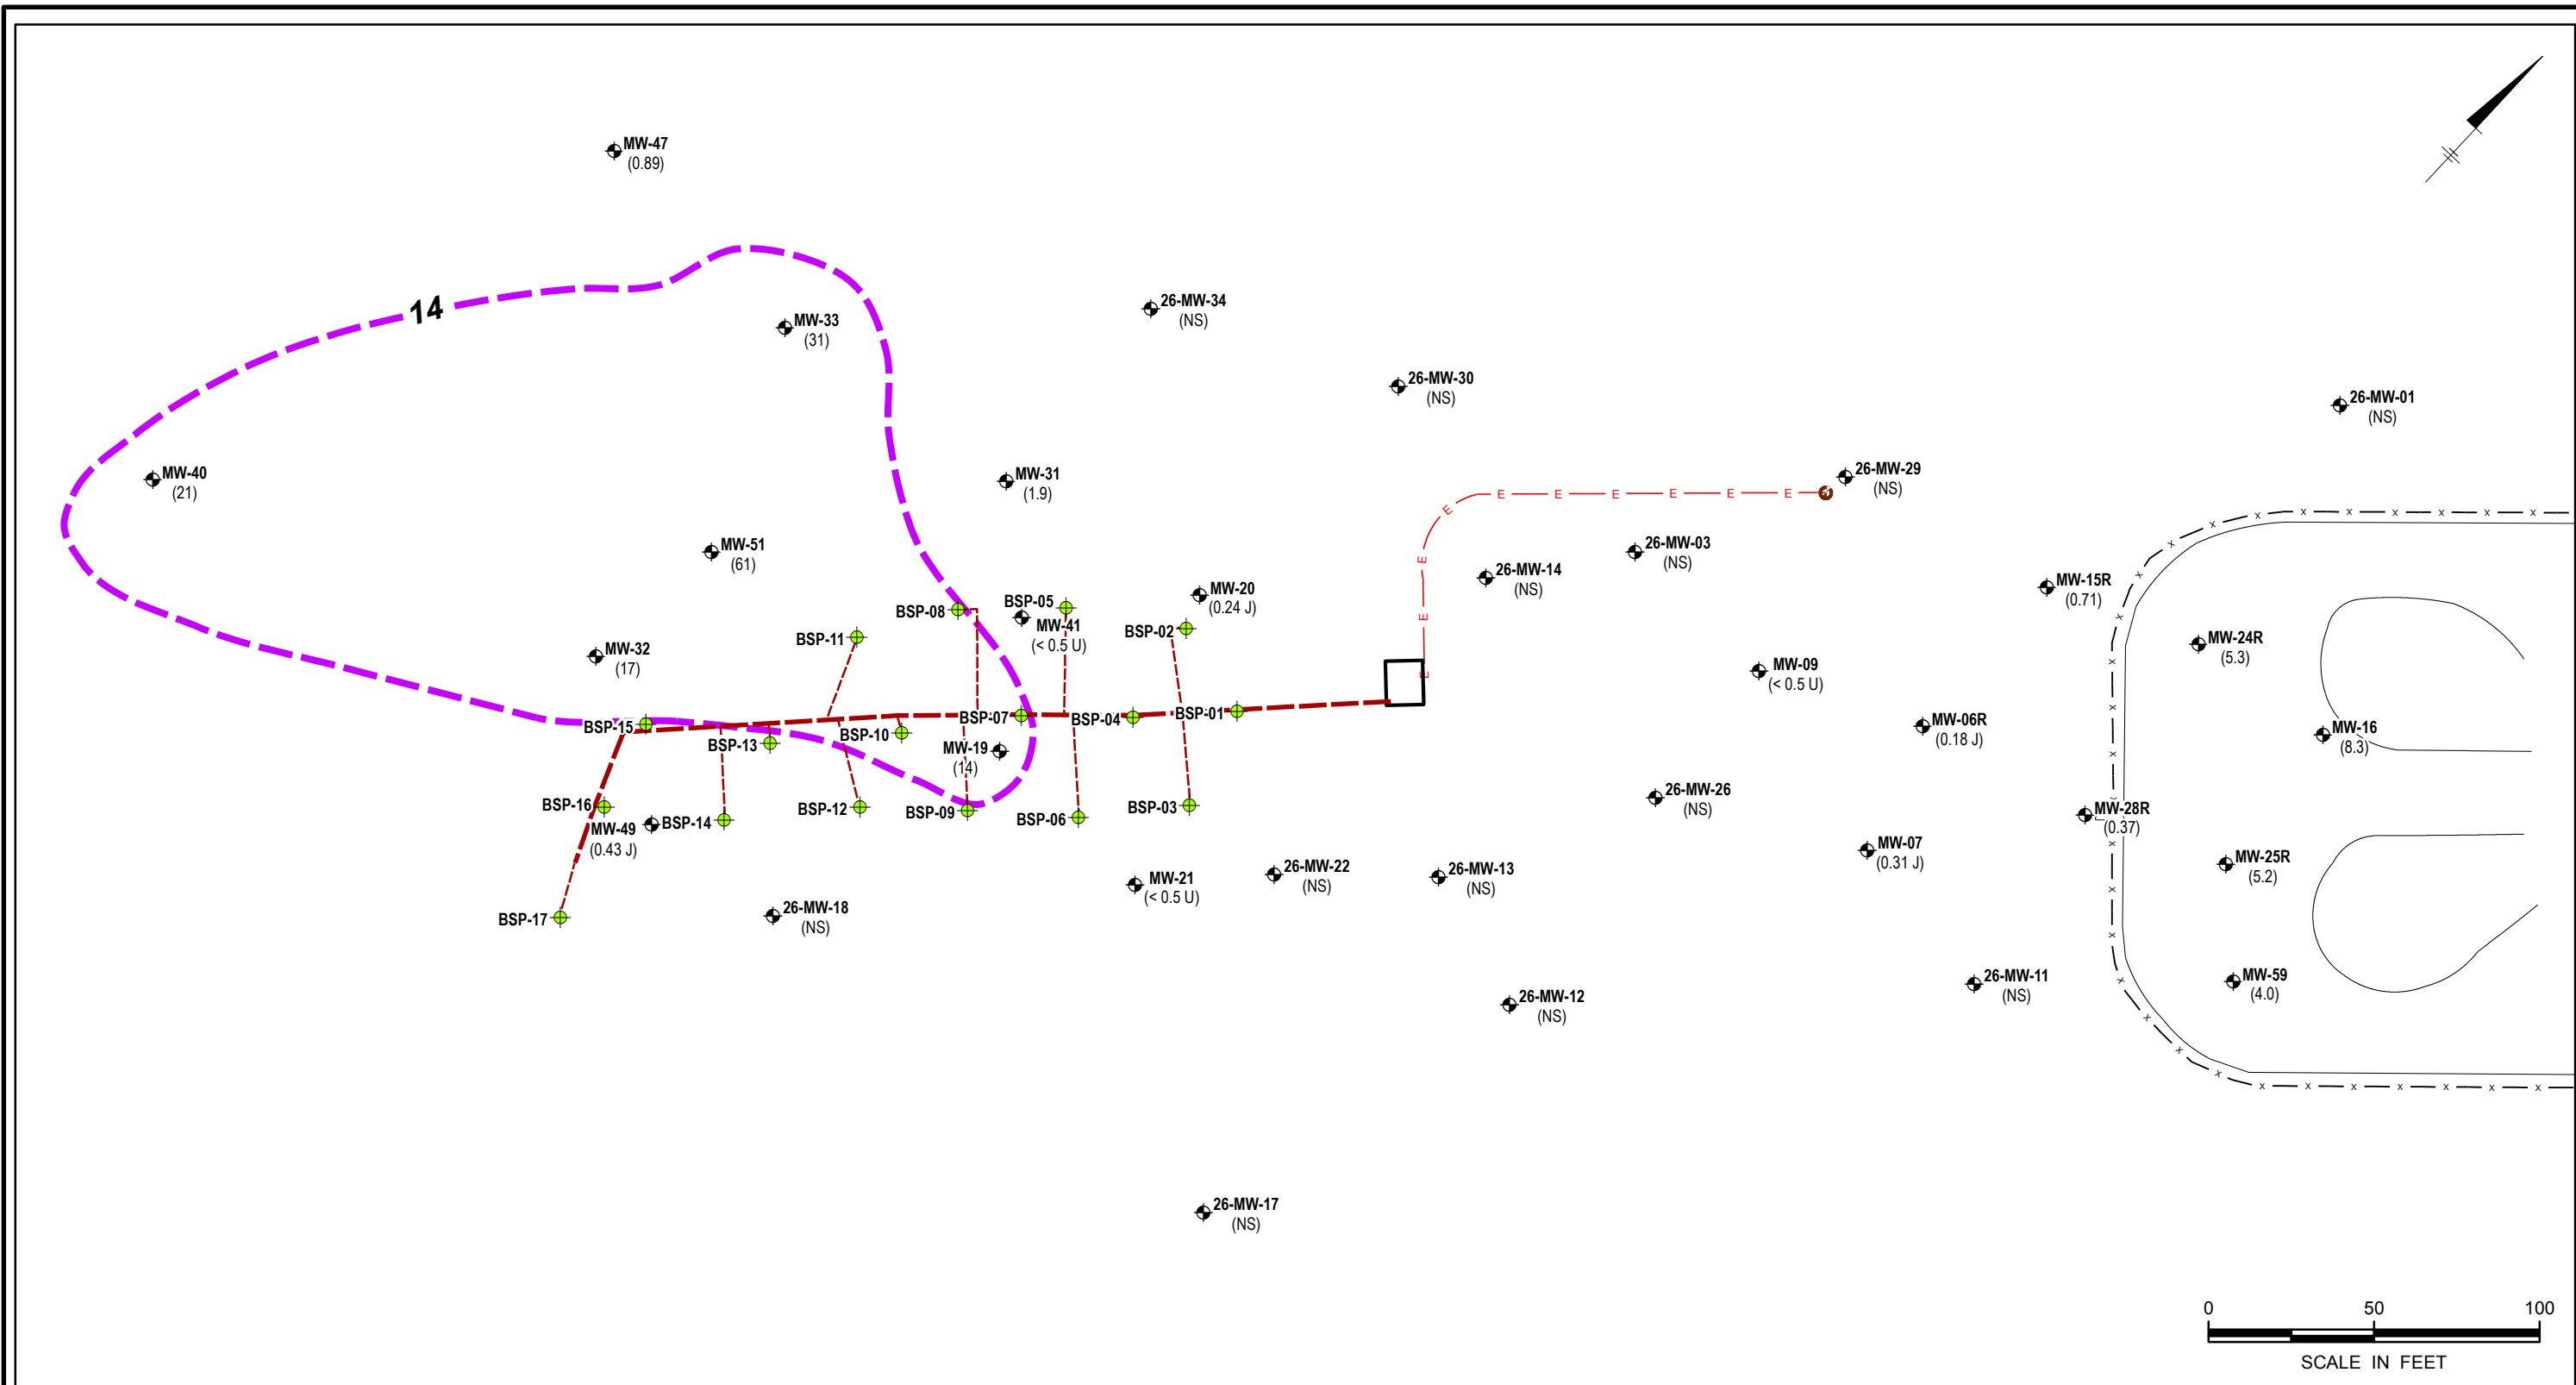 MW-47
(0.89)
14
26-MW-34
(NS)
MW-33
(31)
26-MW-30
(NS)
26-MW-01
(NS)
MW-40
(21)
MW-31
(1.9)
26-MW-29
(NS)
E E E E E E
E
E
E
E
x x x x x x x x
MW-51
(61)
26-MW-03
(NS)
26-MW-14
(NS)
MW-15R
(0.71)
MW-20
(0.24 J)
BSP-08
BSP-05
MW-41
(< 0.5 U)
BSP-02
BSP-11
MW-24R
(5.3)
MW-32
(17)
MW-09
(< 0.5 U)
BSP-15
BSP-13
BSP-10
BSP-07
BSP-04
BSP-01
MW-06R
(0.18 J)
MW-16
(8.3)
MW-19
(14)
26-MW-26
(NS)
BSP-16
MW-49
(0.43 J)
BSP-14
BSP-12
BSP-09
BSP-06
BSP-03
MW-28R
(0.37)
MW-07
(0.31 J)
MW-25R
(5.2)
MW-21
(< 0.5 U)
26-MW-22
(NS)
26-MW-13
(NS)
BSP-17
26-MW-18
(NS)
26-MW-11
(NS)
MW-59
(4.0)
26-MW-12
(NS)
x x x x x x x x
26-MW-17
(NS)
0 50 100
SCALE IN FEET